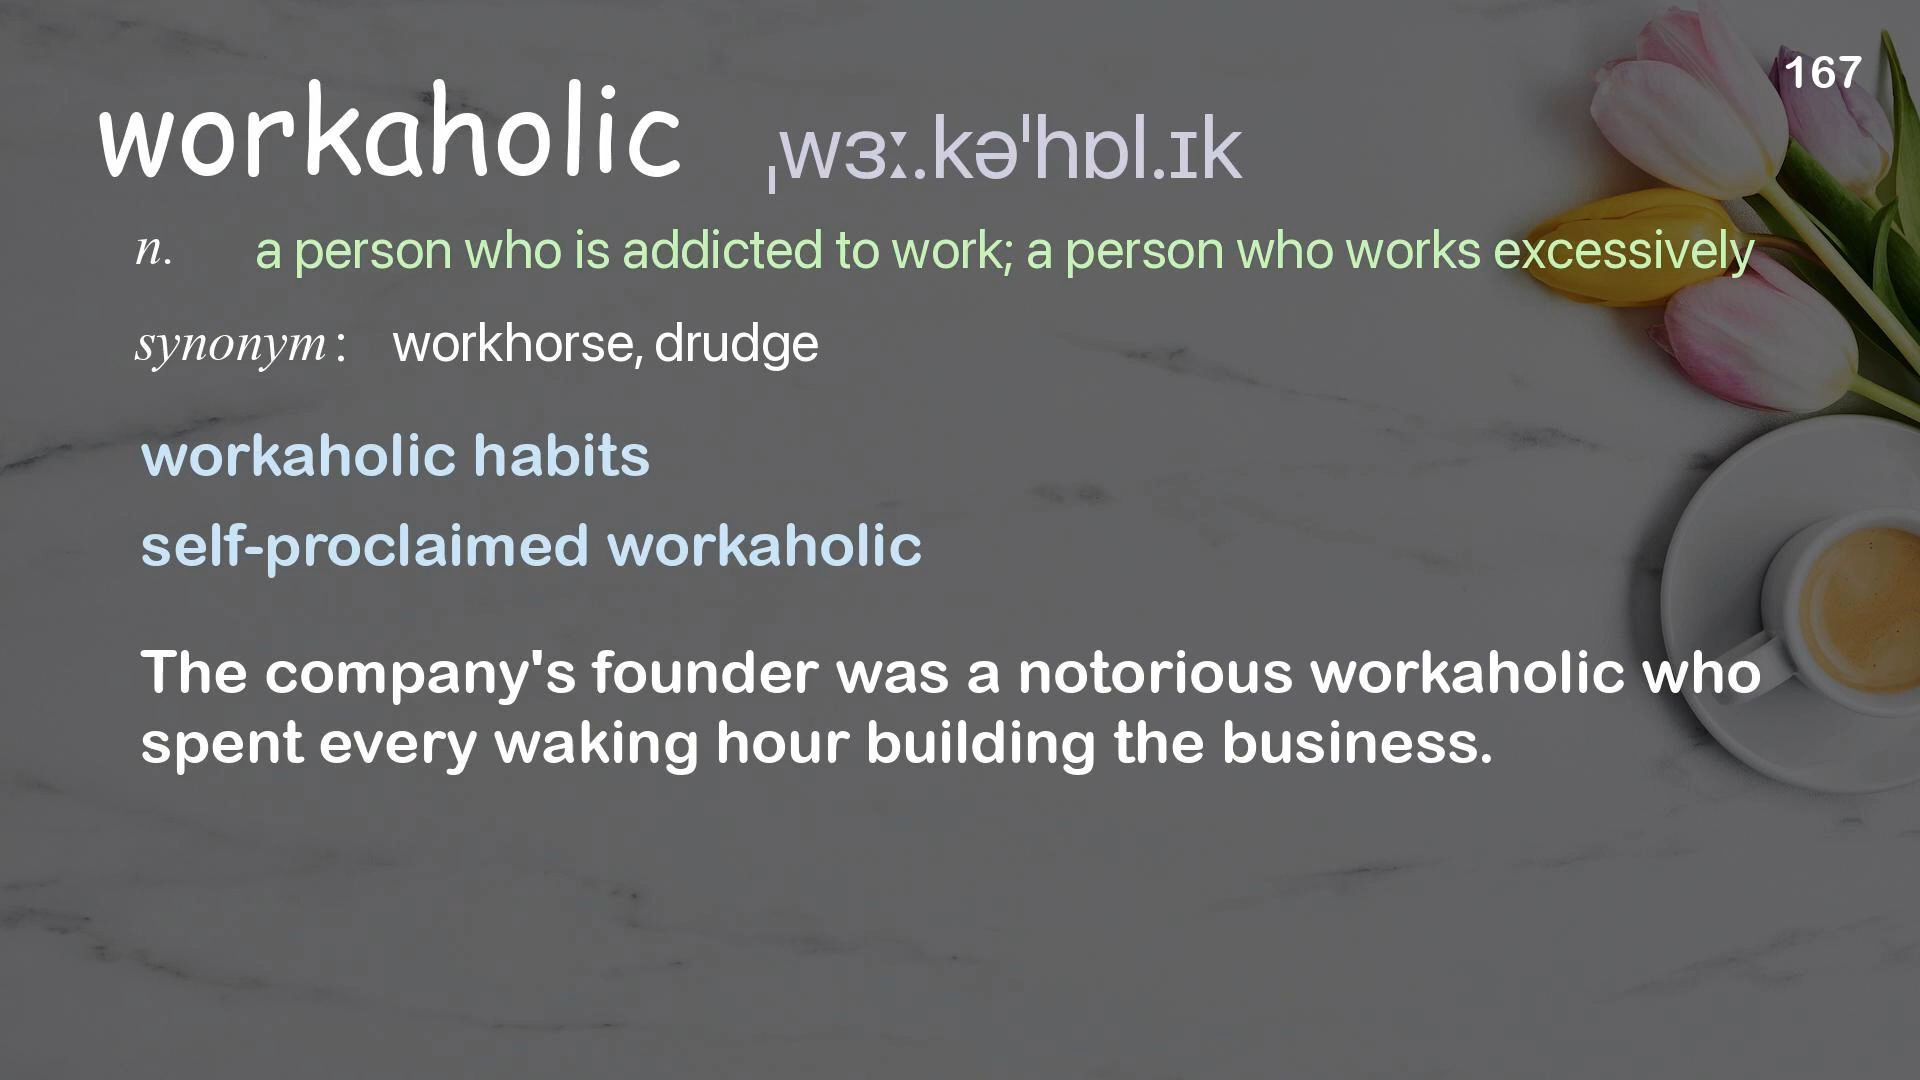 167
workaholic ˌwɜː.kəˈhɒl.ɪk
n. a person who is addicted to work; a person who works excessively
synonym: workhorse, drudge
workaholic habits
self-proclaimed workaholic
The company's founder was a notorious workaholic who
spent every waking hour building the business.